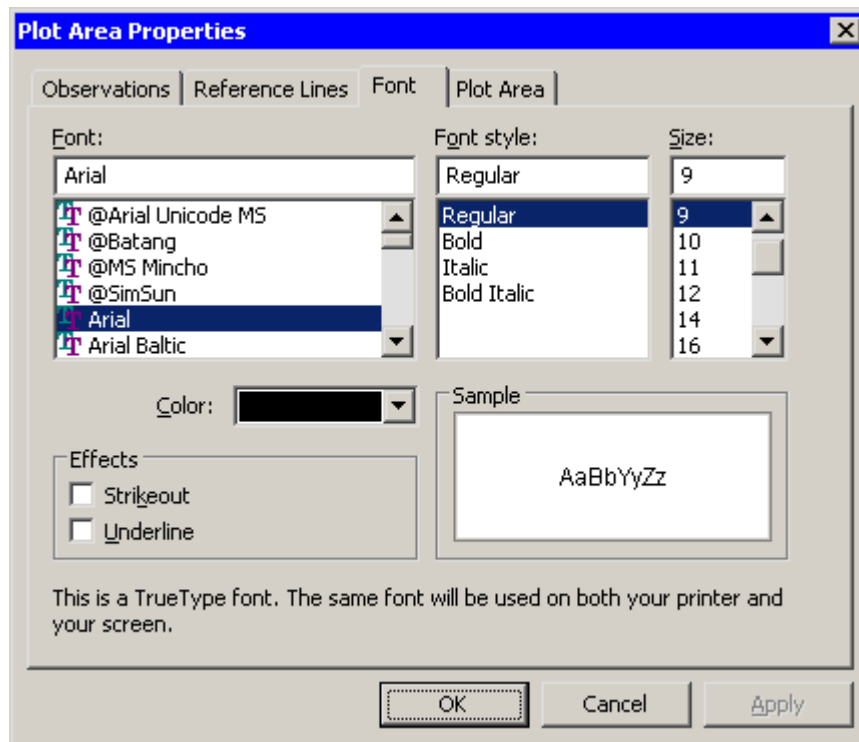 Plot Area Properties
Observations Reference Lines Font Plot Area
Font: Font style: Size:
Arial Regular 9
@Arial Unicode MS Regular 9
@Batang Bold 10
@MS Mincho Italic 11
@SimSun Bold Italic 12
Arial 14
Arial Baltic 16
Color: Sample
Effects
AaBbYyZz
Strikeout
Underline
This is a TrueType font. The same font will be used on both your printer and
your screen.
OK Cancel Apply